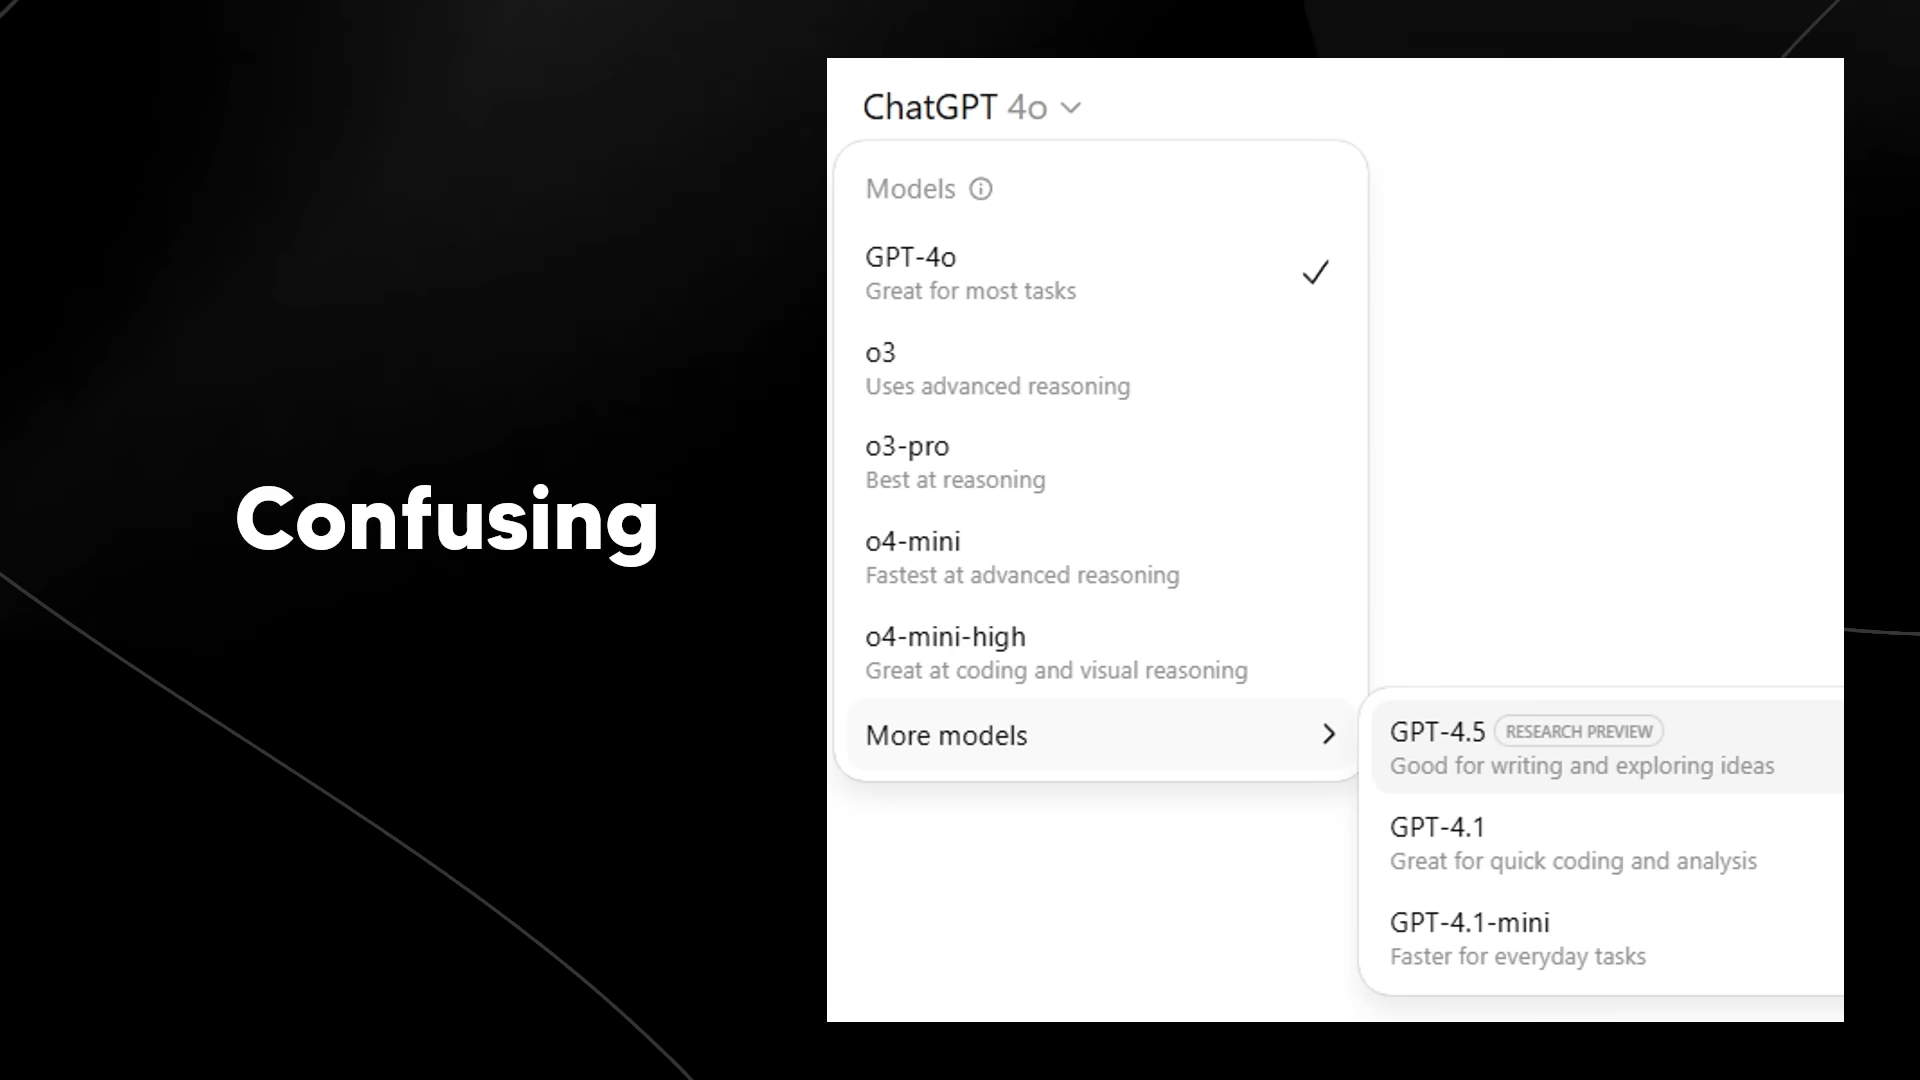 Confusing
ChatGPT 4o
Models
GPT-4o
Great for most tasks
o3
Uses advanced reasoning
o3-pro
Best at reasoning
o4-mini
Fastest at advanced reasoning
o4-mini-high
Great at coding and visual reasoning
More models
GPT-4.5 RESEARCH PREVIEW
Good for writing and exploring ideas
GPT-4.1
Great for quick coding and analysis
GPT-4.1-mini
Faster for everyday tasks